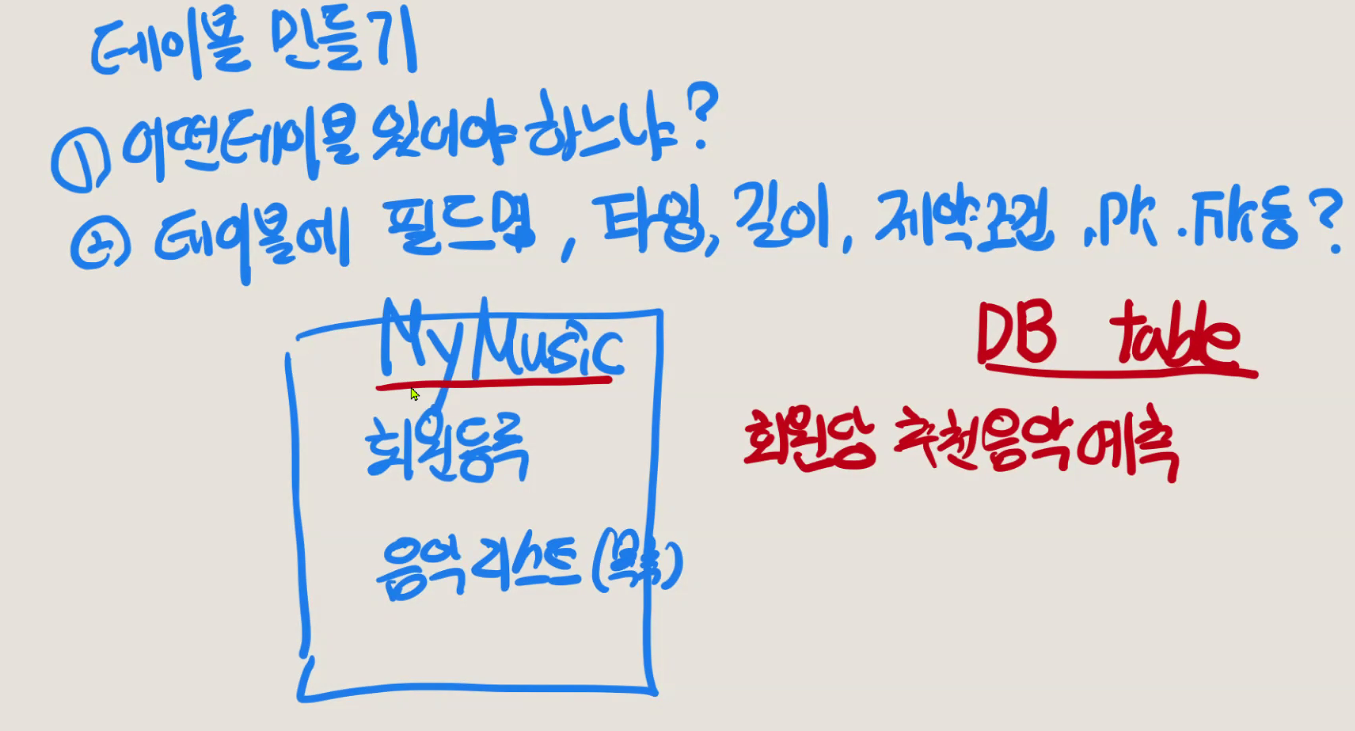 테이블 만들기
① 어떤테이블 있어야 하느냐?
② 테이블에 필드명, 타입, 길이, 제약조건, PK. FK등?
MyMusic
회원등록
음악 리스트 (목록)
DB table
회원당 추천음악예측